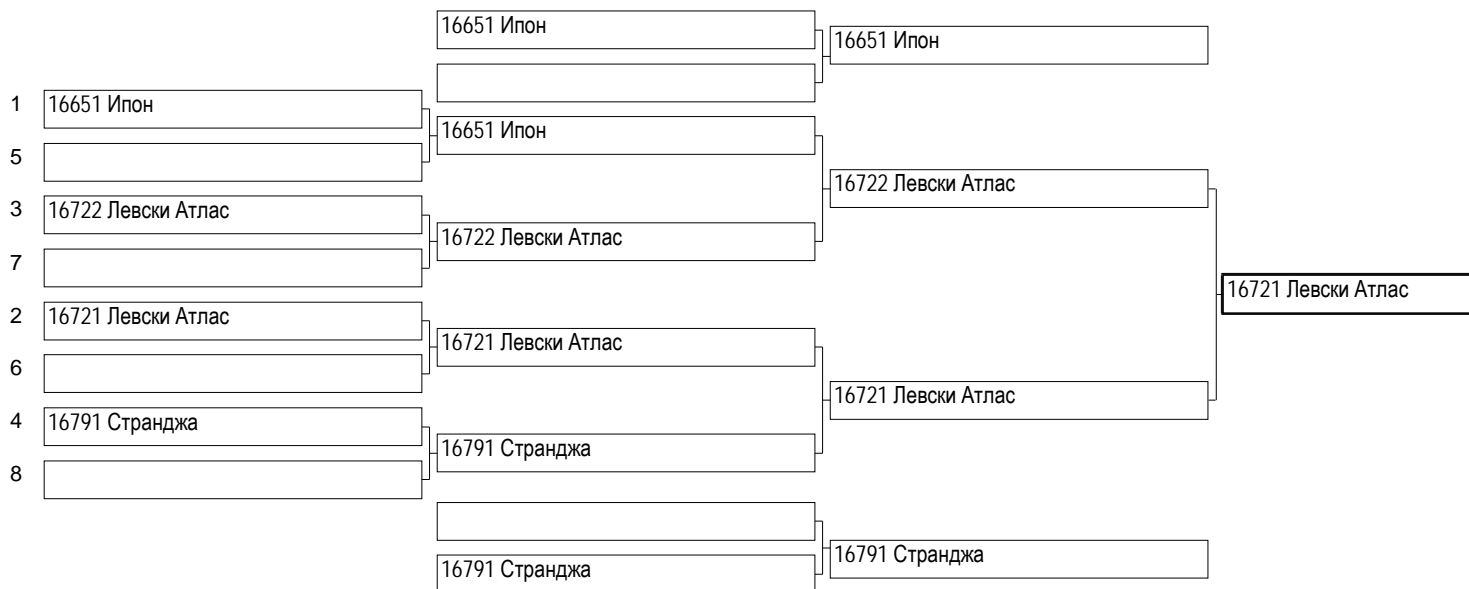 16651 Ипон
16651 Ипон
1 16651 Ипон
16651 Ипон
5
16722 Левски Атлас
3 16722 Левски Атлас
16722 Левски Атлас
7
16721 Левски Атлас
2 16721 Левски Атлас
16721 Левски Атлас
6
16721 Левски Атлас
4 16791 Странджа
16791 Странджа
8
16791 Странджа
16791 Странджа